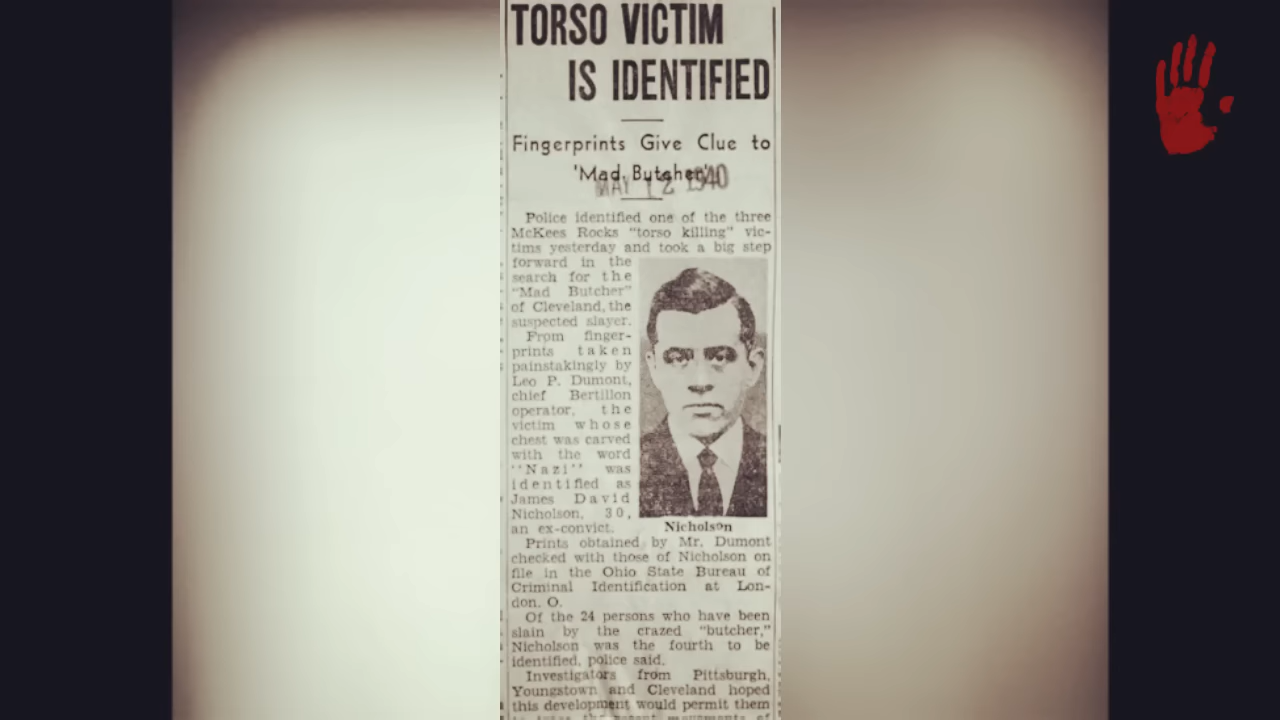 TORSO VICTIM
IS IDENTIFIED
Fingerprints Give Clue to
'Mad Butcher'
MAY 12 1940
Police identified one of the three
McKees Rocks "torso killing" vic-
tims yesterday and took a big step
forward in the
search for the
"Mad Butcher"
of Cleveland, the
suspected slayer.
From finger-
prints taken
painstakingly by
Leo P. Dumont,
chief Bertillon
operator, the
victim whose
chest was carved
with the word
''Nazi'' was
identified as
James David
Nicholson, 30,
an ex-convict.
Nicholson
Prints obtained by Mr. Dumont
checked with those of Nicholson on
file in the Ohio State Bureau of
Criminal Identification at Lon-
don, O.
Of the 24 persons who have been
slain by the crazed "butcher,"
Nicholson was the fourth to be
identified, police said.
Investigators from Pittsburgh,
Youngstown and Cleveland hoped
this development would permit them